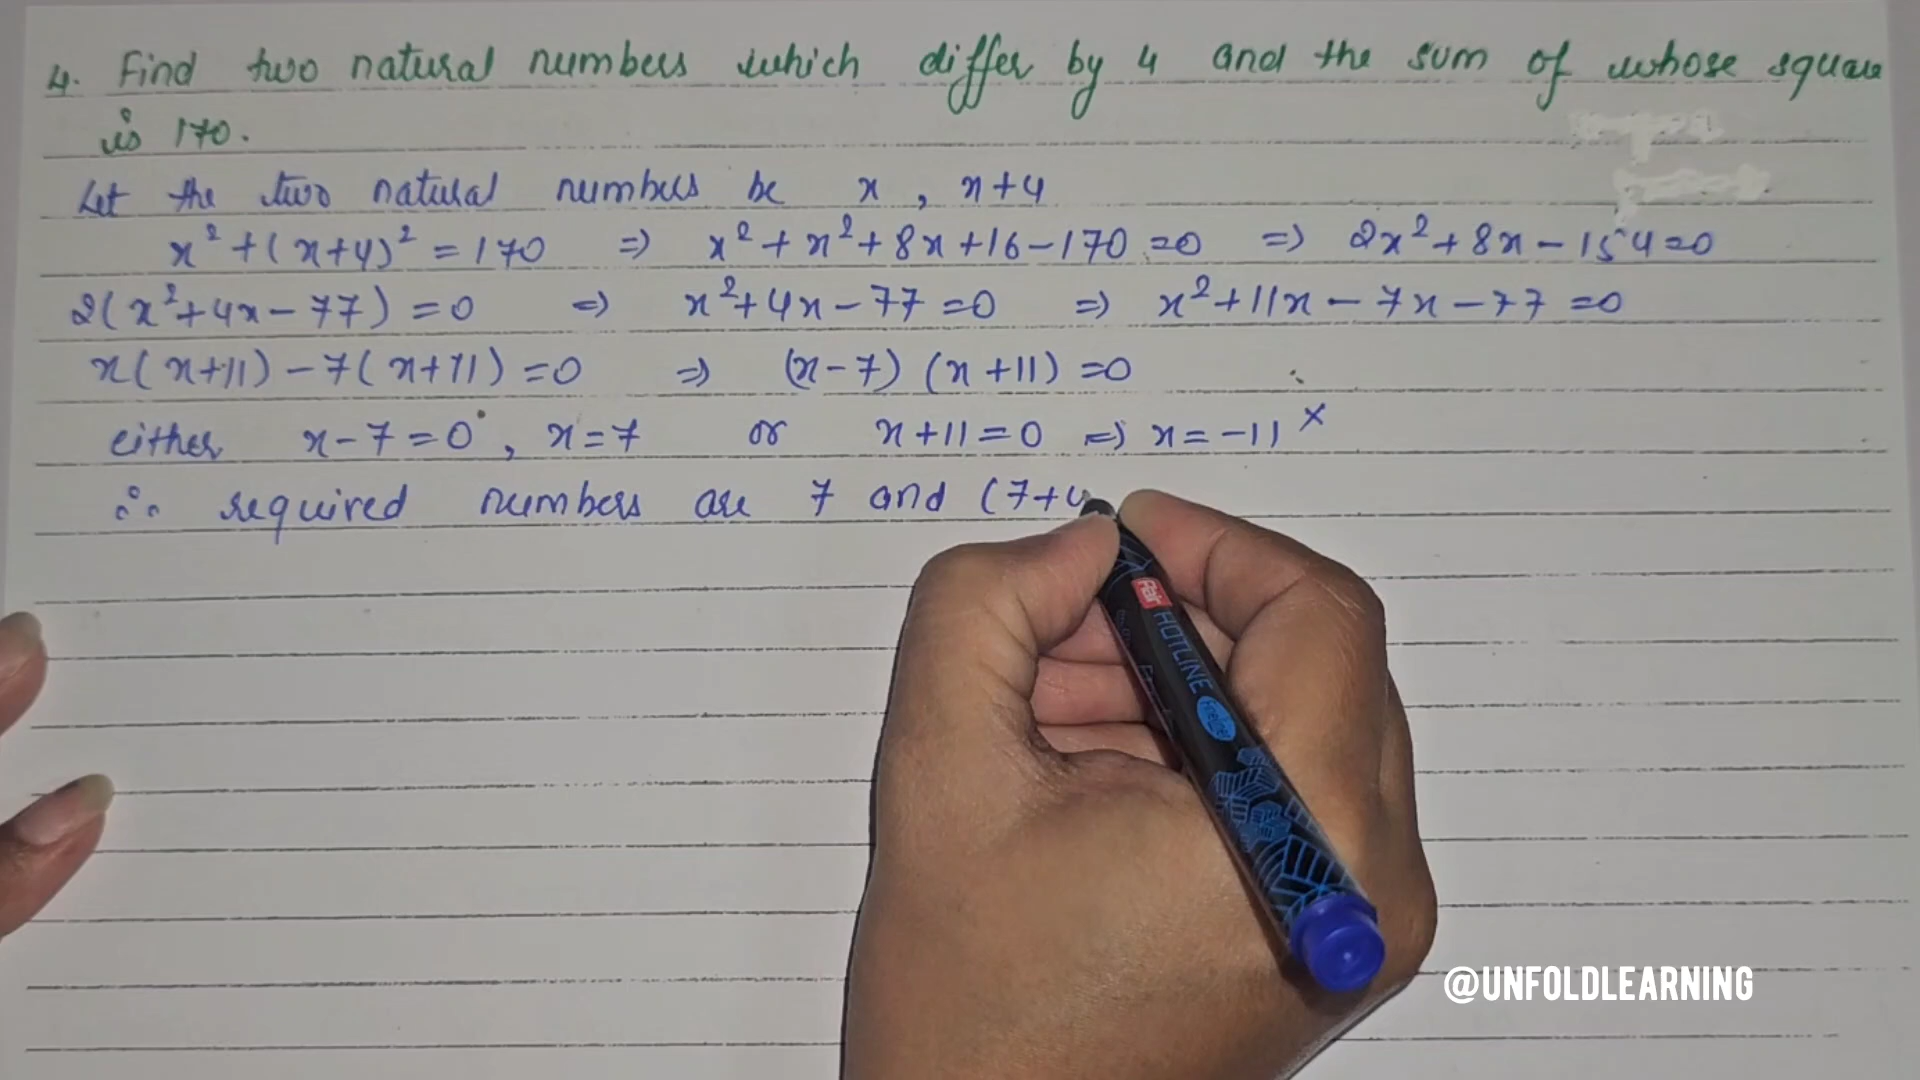 4. Find two natural numbers which differ by 4 and the sum of whose square
is 170.
Let the two natural numbers be x , x+4
x² + (x+4)² = 170 => x² + x² + 8x + 16 - 170 = 0 => 2x² + 8x - 154 = 0
2(x² + 4x - 77) = 0 => x² + 4x - 77 = 0 => x² + 11x - 7x - 77 = 0
x(x+11) - 7(x+11) = 0 => (x-7) (x+11) = 0
either x-7=0 , x=7 or x+11=0 => x=-11 ×
∴ required numbers are 7 and (7+4
Flair
HOTLINE
Fineliner
@UNFOLDLEARNING